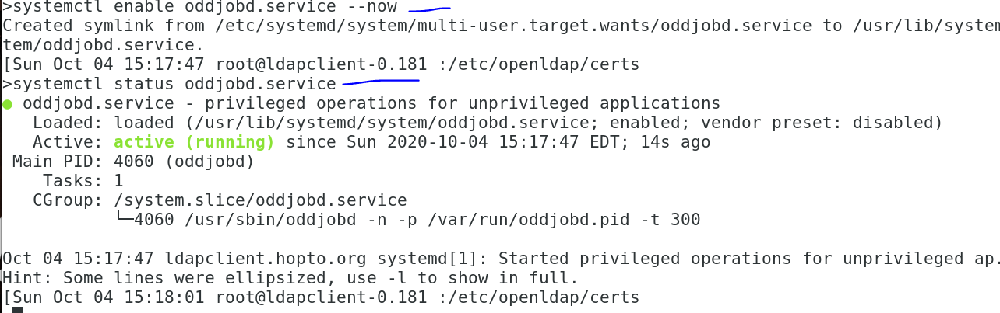 >systemctl enable oddjobd.service --now
Created symlink from /etc/systemd/system/multi-user.target.wants/oddjobd.service to /usr/lib/system
tem/oddjobd.service.
[Sun Oct 04 15:17:47 root@ldapclient-0.181 :/etc/openldap/certs
>systemctl status oddjobd.service
● oddjobd.service - privileged operations for unprivileged applications
   Loaded: loaded (/usr/lib/systemd/system/oddjobd.service; enabled; vendor preset: disabled)
   Active: active (running) since Sun 2020-10-04 15:17:47 EDT; 14s ago
 Main PID: 4060 (oddjobd)
    Tasks: 1
   CGroup: /system.slice/oddjobd.service
           └─4060 /usr/sbin/oddjobd -n -p /var/run/oddjobd.pid -t 300
Oct 04 15:17:47 ldapclient.hopto.org systemd[1]: Started privileged operations for unprivileged ap.
Hint: Some lines were ellipsized, use -l to show in full.
[Sun Oct 04 15:18:01 root@ldapclient-0.181 :/etc/openldap/certs